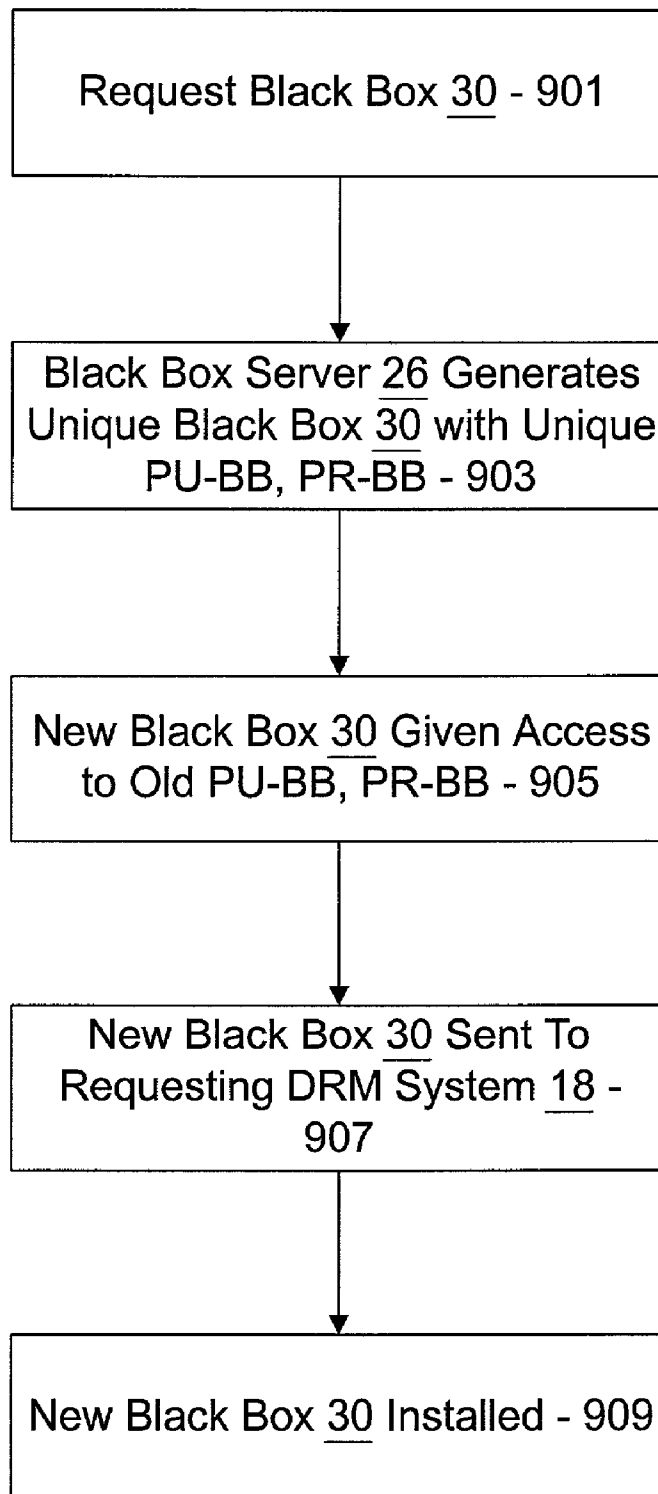 Request Black Box 30 - 901
Black Box Server 26 Generates
Unique Black Box 30 with Unique
PU-BB, PR-BB - 903
New Black Box 30 Given Access
to Old PU-BB, PR-BB - 905
New Black Box 30 Sent To
Requesting DRM System 18 -
907
New Black Box 30 Installed - 909